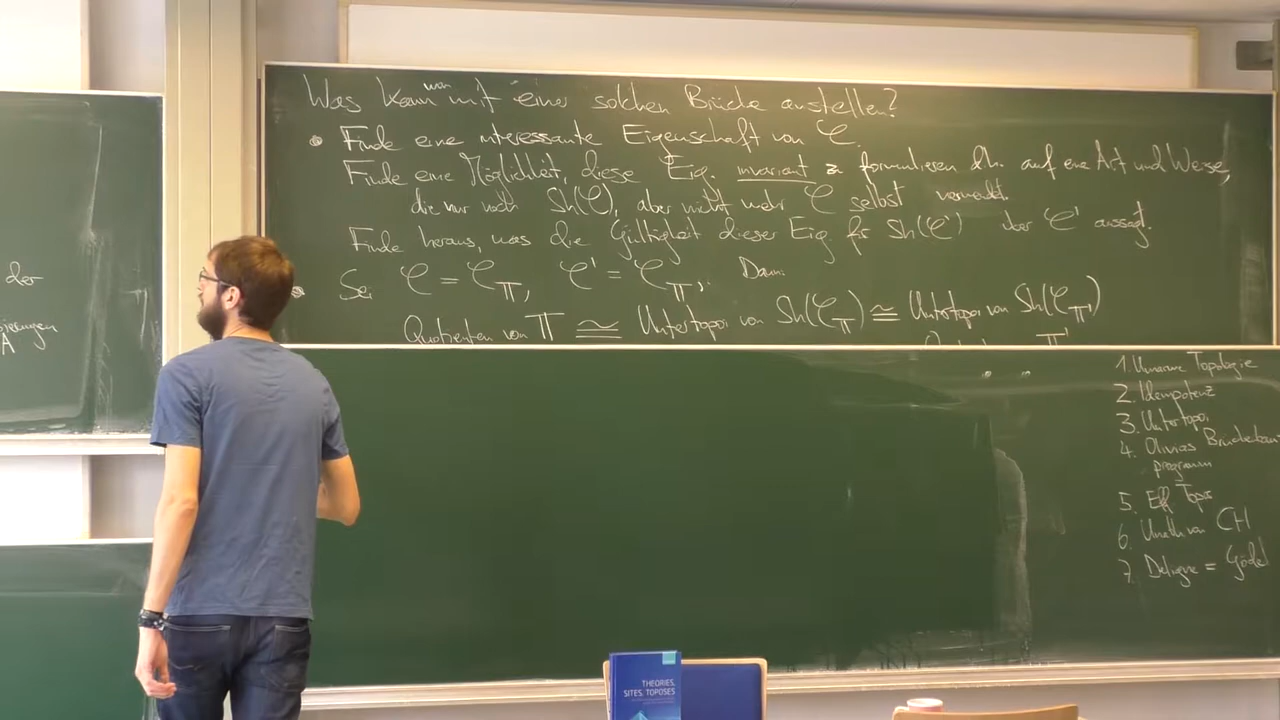 der
Was kann man mit einer solchen Brücke anstellen?
• Finde eine interessante Eigenschaft von C.
Finde eine Möglichkeit, diese Eig. invariant zu formulieren d.h. auf eine Art und Weise,
die nur noch Sh(C), aber nicht mehr C selbst verwendet.
Finde heraus, was die Gültigkeit dieser Eig. für Sh(C') über C' aussagt.
• Sei C = C_𝕋, C' = C_𝕋'. Dann:
Quotienten von 𝕋 ≅ Untertopoi von Sh(C_𝕋) ≅ Untertopoi von Sh(C_𝕋')
𝕋'
1. Topologie
2. Idempotenz
3. Untertopoi
4. Olivias Brückenbau
programm
5. Eff Topos
6. Unabh. von CH
7. Deligne = Gödel
THEORIES,
SITES, TOPOSES